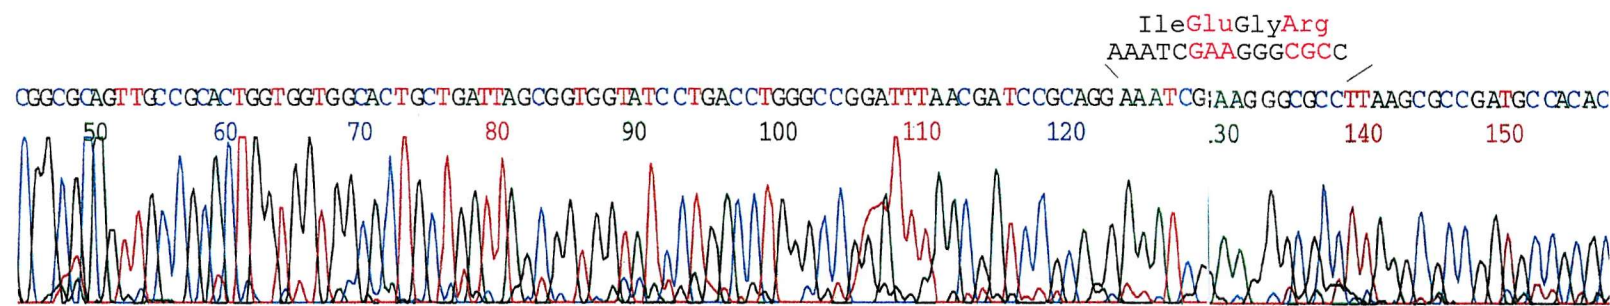 IleGluGlyArg
AAATCGAAGGGCGCC
CGGCGCAGTTGCCGCACTGGTGGTGGCACTGCTGATTAGCGGTGGTATCCTGACCTGGGCCGGATTTAACGATCCGCAGGAAATCGAAGGGCGCCTTAAGCGCCGATGCCACAC
50 60 70 80 90 100 110 120 .30 140 150